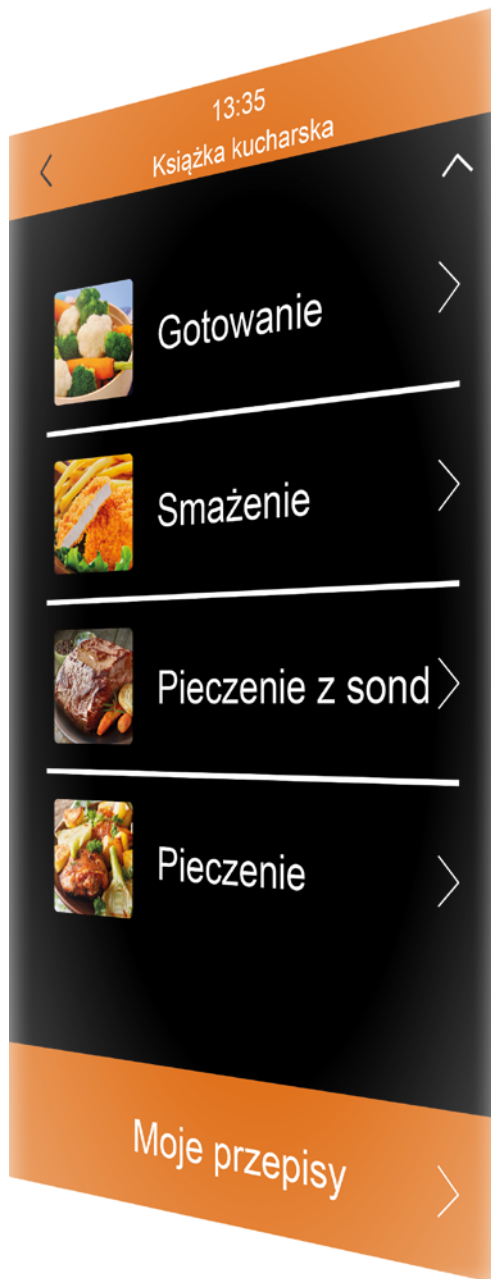 13:35
Książka kucharska
Gotowanie
Smażenie
Pieczenie z sond
Pieczenie
Moje przepisy